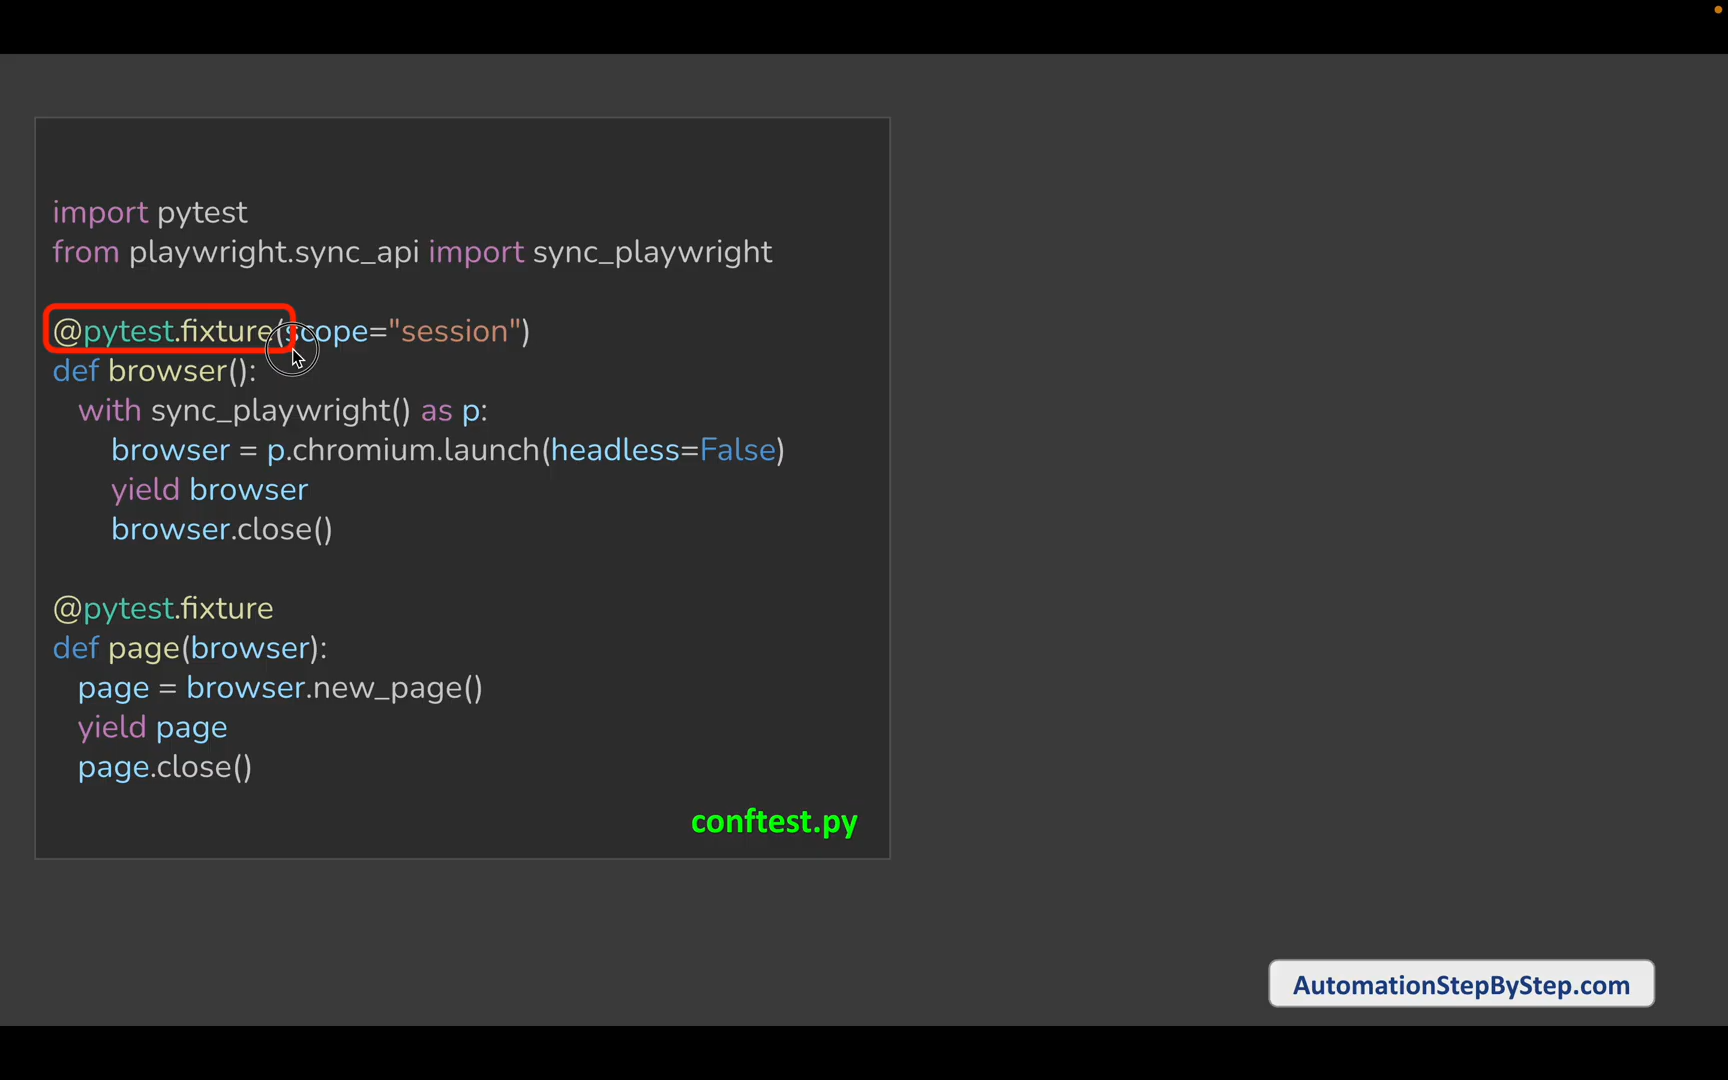 import pytest
from playwright.sync_api import sync_playwright
@pytest.fixture(scope="session")
def browser():
with sync_playwright() as p:
browser = p.chromium.launch(headless=False)
yield browser
browser.close()
@pytest.fixture
def page(browser):
page = browser.new_page()
yield page
page.close()
conftest.py
AutomationStepByStep.com